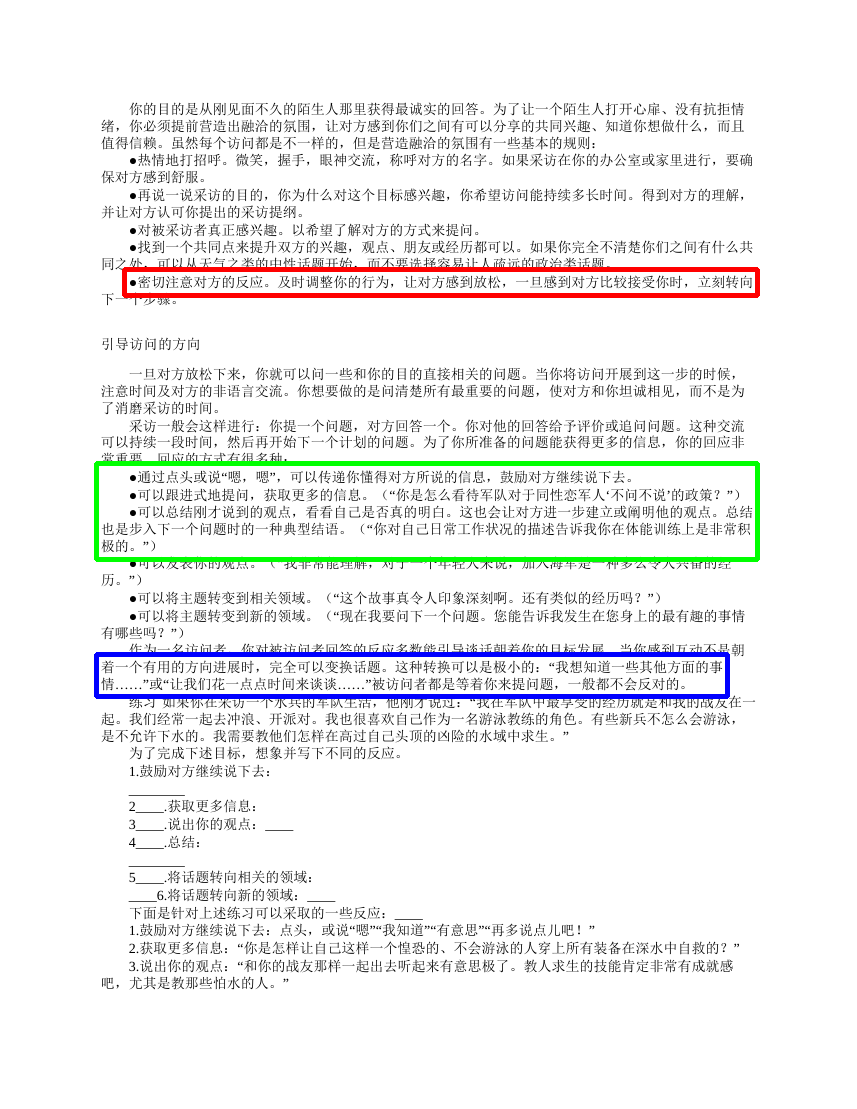 你的目的是从刚见面不久的陌生人那里获得最诚实的回答。为了让一个陌生人打开心扉、没有抗拒情
绪，你必须提前营造出融洽的氛围，让对方感到你们之间有可以分享的共同兴趣、知道你想做什么，而且
值得信赖。虽然每个访问都是不一样的，但是营造融洽的氛围有一些基本的规则：
●热情地打招呼。微笑，握手，眼神交流，称呼对方的名字。如果采访在你的办公室或家里进行，要确
保对方感到舒服。
●再说一说采访的目的，你为什么对这个目标感兴趣，你希望访问能持续多长时间。得到对方的理解，
并让对方认可你提出的采访提纲。
●对被采访者真正感兴趣。以希望了解对方的方式来提问。
●找到一个共同点来提升双方的兴趣，观点、朋友或经历都可以。如果你完全不清楚你们之间有什么共
同之处，可以从天气之类的中性话题开始，而不要选择容易让人疏远的政治类话题。
●密切注意对方的反应。及时调整你的行为，让对方感到放松，一旦感到对方比较接受你时，立刻转向
下一个步骤。
引导访问的方向
一旦对方放松下来，你就可以问一些和你的目的直接相关的问题。当你将访问开展到这一步的时候，
注意时间及对方的非语言交流。你想要做的是问清楚所有最重要的问题，使对方和你坦诚相见，而不是为
了消磨采访的时间。
采访一般会这样进行：你提一个问题，对方回答一个。你对他的回答给予评价或追问问题。这种交流
可以持续一段时间，然后再开始下一个计划的问题。为了你所准备的问题能获得更多的信息，你的回应非
常重要。回应的方式有很多种：
●通过点头或说“嗯，嗯”，可以传递你懂得对方所说的信息，鼓励对方继续说下去。
●可以跟进式地提问，获取更多的信息。（“你是怎么看待军队对于同性恋军人‘不问不说’的政策？”）
●可以总结刚才说到的观点，看看自己是否真的明白。这也会让对方进一步建立或阐明他的观点。总结
也是步入下一个问题时的一种典型结语。（“你对自己日常工作状况的描述告诉我你在体能训练上是非常积
极的。”）
●可以发表你的观点。（“我非常能理解，对于一个年轻人来说，加入海军是一种多么令人兴奋的经
历。”）
●可以将主题转变到相关领域。（“这个故事真令人印象深刻啊。还有类似的经历吗？”）
●可以将主题转变到新的领域。（“现在我要问下一个问题。您能告诉我发生在您身上的最有趣的事情
有哪些吗？”）
作为一名访问者，你对被访问者回答的反应多数能引导谈话朝着你的目标发展。当你感到互动不是朝
着一个有用的方向进展时，完全可以变换话题。这种转换可以是极小的：“我想知道一些其他方面的事
情……”或“让我们花一点点时间来谈谈……”被访问者都是等着你来提问题，一般都不会反对的。
练习 如果你在采访一个水兵的军队生活，他刚才说过：“我在军队中最享受的经历就是和我的战友在一
起。我们经常一起去冲浪、开派对。我也很喜欢自己作为一名游泳教练的角色。有些新兵不怎么会游泳，
是不允许下水的。我需要教他们怎样在高过自己头顶的凶险的水域中求生。”
为了完成下述目标，想象并写下不同的反应。
1.鼓励对方继续说下去：
________
2____.获取更多信息：
3____.说出你的观点：____
4____.总结：
________
5____.将话题转向相关的领域：
____6.将话题转向新的领域：____
下面是针对上述练习可以采取的一些反应：____
1.鼓励对方继续说下去：点头，或说“嗯”“我知道”“有意思”“再多说点儿吧！”
2.获取更多信息：“你是怎样让自己这样一个惶恐的、不会游泳的人穿上所有装备在深水中自救的？”
3.说出你的观点：“和你的战友那样一起出去听起来有意思极了。教人求生的技能肯定非常有成就感
吧，尤其是教那些怕水的人。”